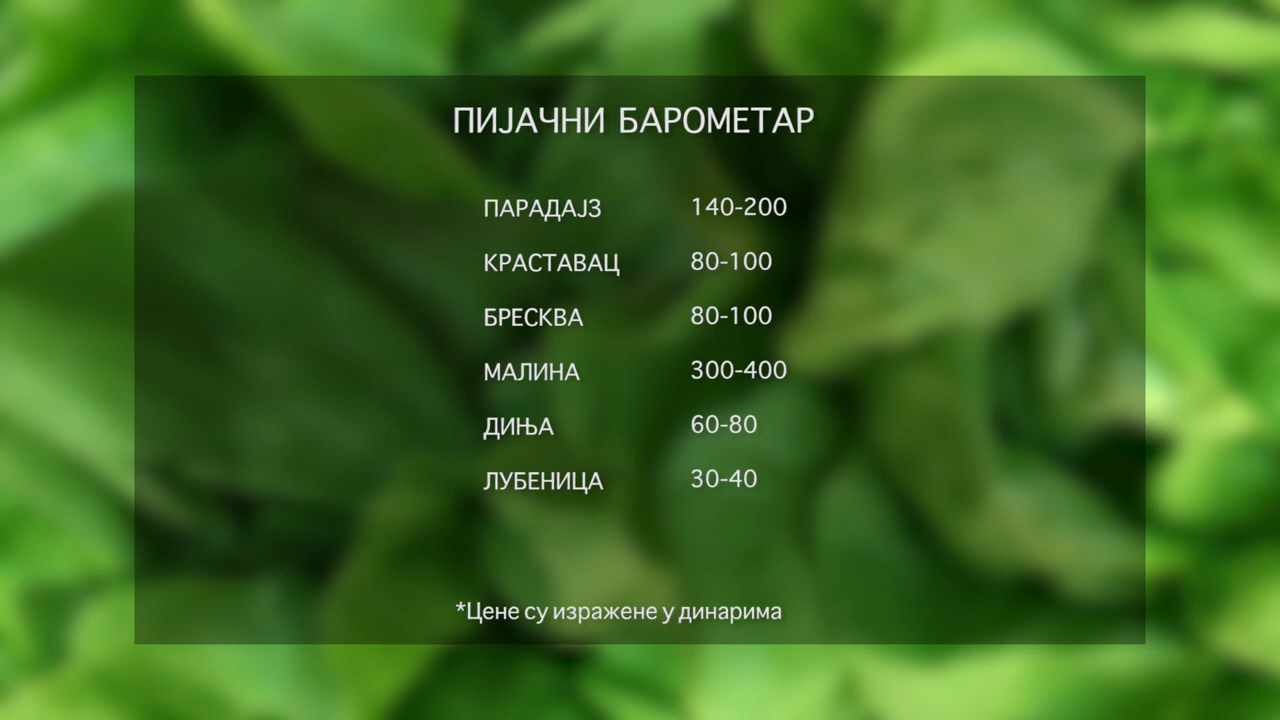 ПИЈАЧНИ БАРОМЕТАР
ПАРАДАЈЗ 140-200
КРАСТАВАЦ 80-100
БРЕСКВА 80-100
МАЛИНА 300-400
ДИЊА 60-80
ЛУБЕНИЦА 30-40
*Цене су изражене у динарима